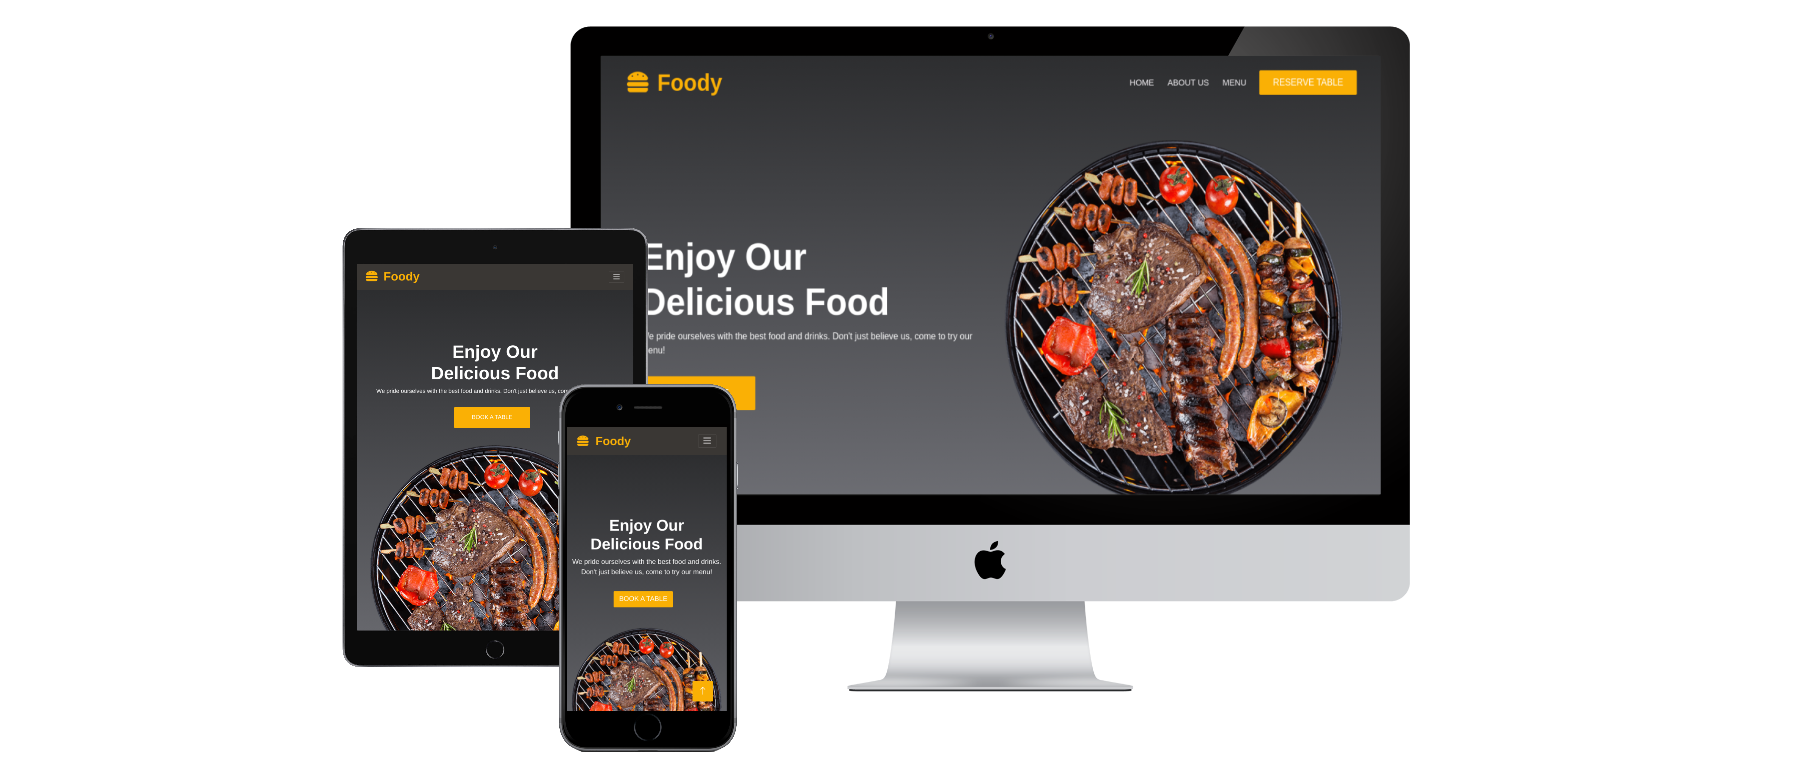 Foody
HOME ABOUT US MENU RESERVE TABLE
Enjoy Our
Delicious Food
pride ourselves with the best food and drinks. Don't just believe us, come to try our
Foody
Enjoy Our
Delicious Food
We pride ourselves with the best food and drinks. Don't just believe us,
BOOK A TABLE
Foody
Enjoy Our
Delicious Food
We pride ourselves with the best food and drinks.
Don't just believe us, come to try our menu!
BOOK A TABLE